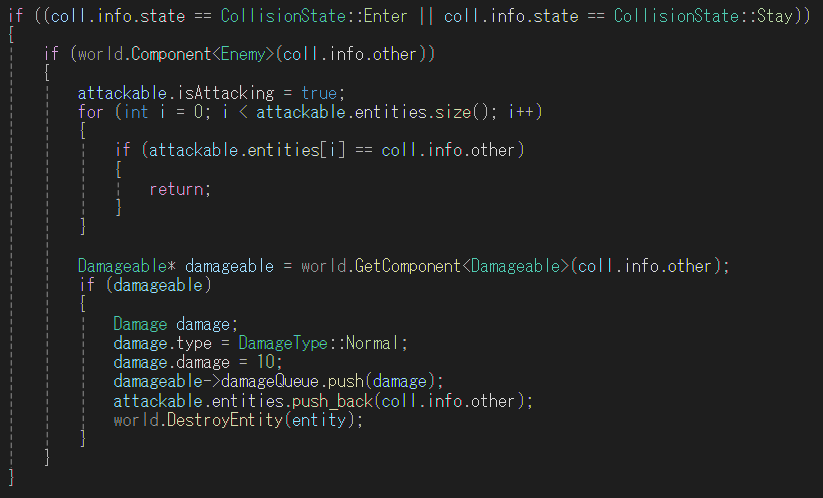 if ((coll.info.state == CollisionState::Enter || coll.info.state == CollisionState::Stay))
{
if (world.Component<Enemy>(coll.info.other))
{
attackable.isAttacking = true;
for (int i = 0; i < attackable.entities.size(); i++)
{
if (attackable.entities[i] == coll.info.other)
{
return;
}
}
Damageable* damageable = world.GetComponent<Damageable>(coll.info.other);
if (damageable)
{
Damage damage;
damage.type = DamageType::Normal;
damage.damage = 10;
damageable->damageQueue.push(damage);
attackable.entities.push_back(coll.info.other);
world.DestroyEntity(entity);
}
}
}